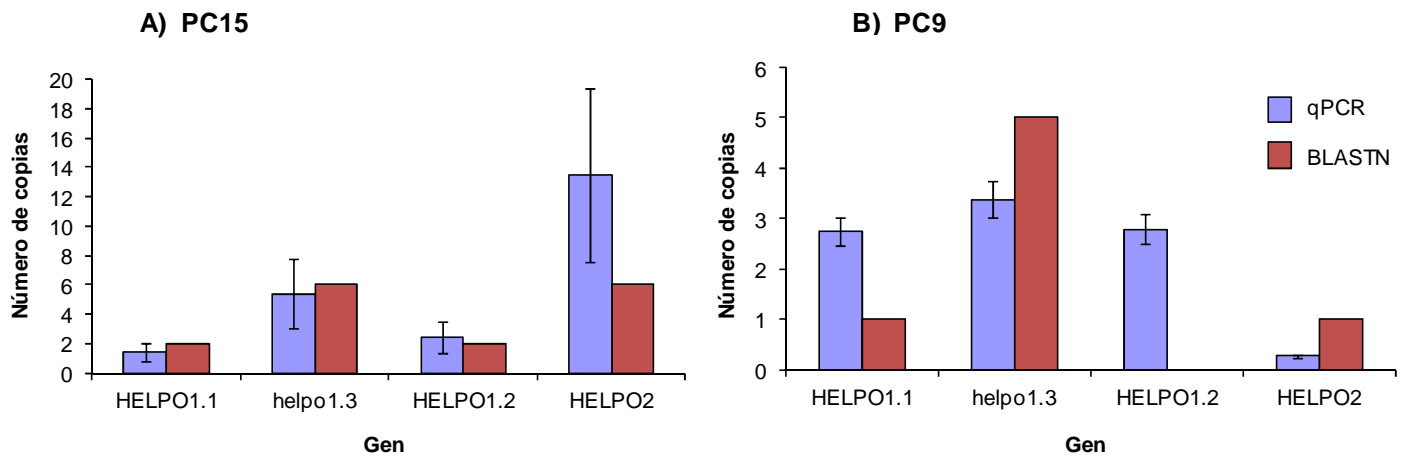 A) PC15
Número de copias
20
18
16
14
12
10
8
6
4
2
0
HELPO1.1 helpo1.3 HELPO1.2 HELPO2
Gen
B) PC9
Número de copias
6
5
4
3
2
1
0
HELPO1.1 helpo1.3 HELPO1.2 HELPO2
Gen
qPCR
BLASTN